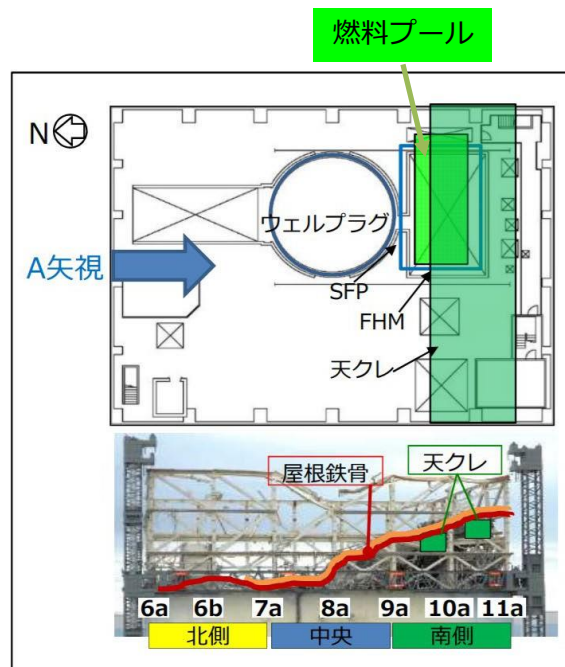 燃料プール
N
ウェルプラグ
A矢視
SFP
FHM
天クレ
屋根鉄骨
天クレ
6a 6b 7a 8a 9a 10a 11a
北側 中央 南側